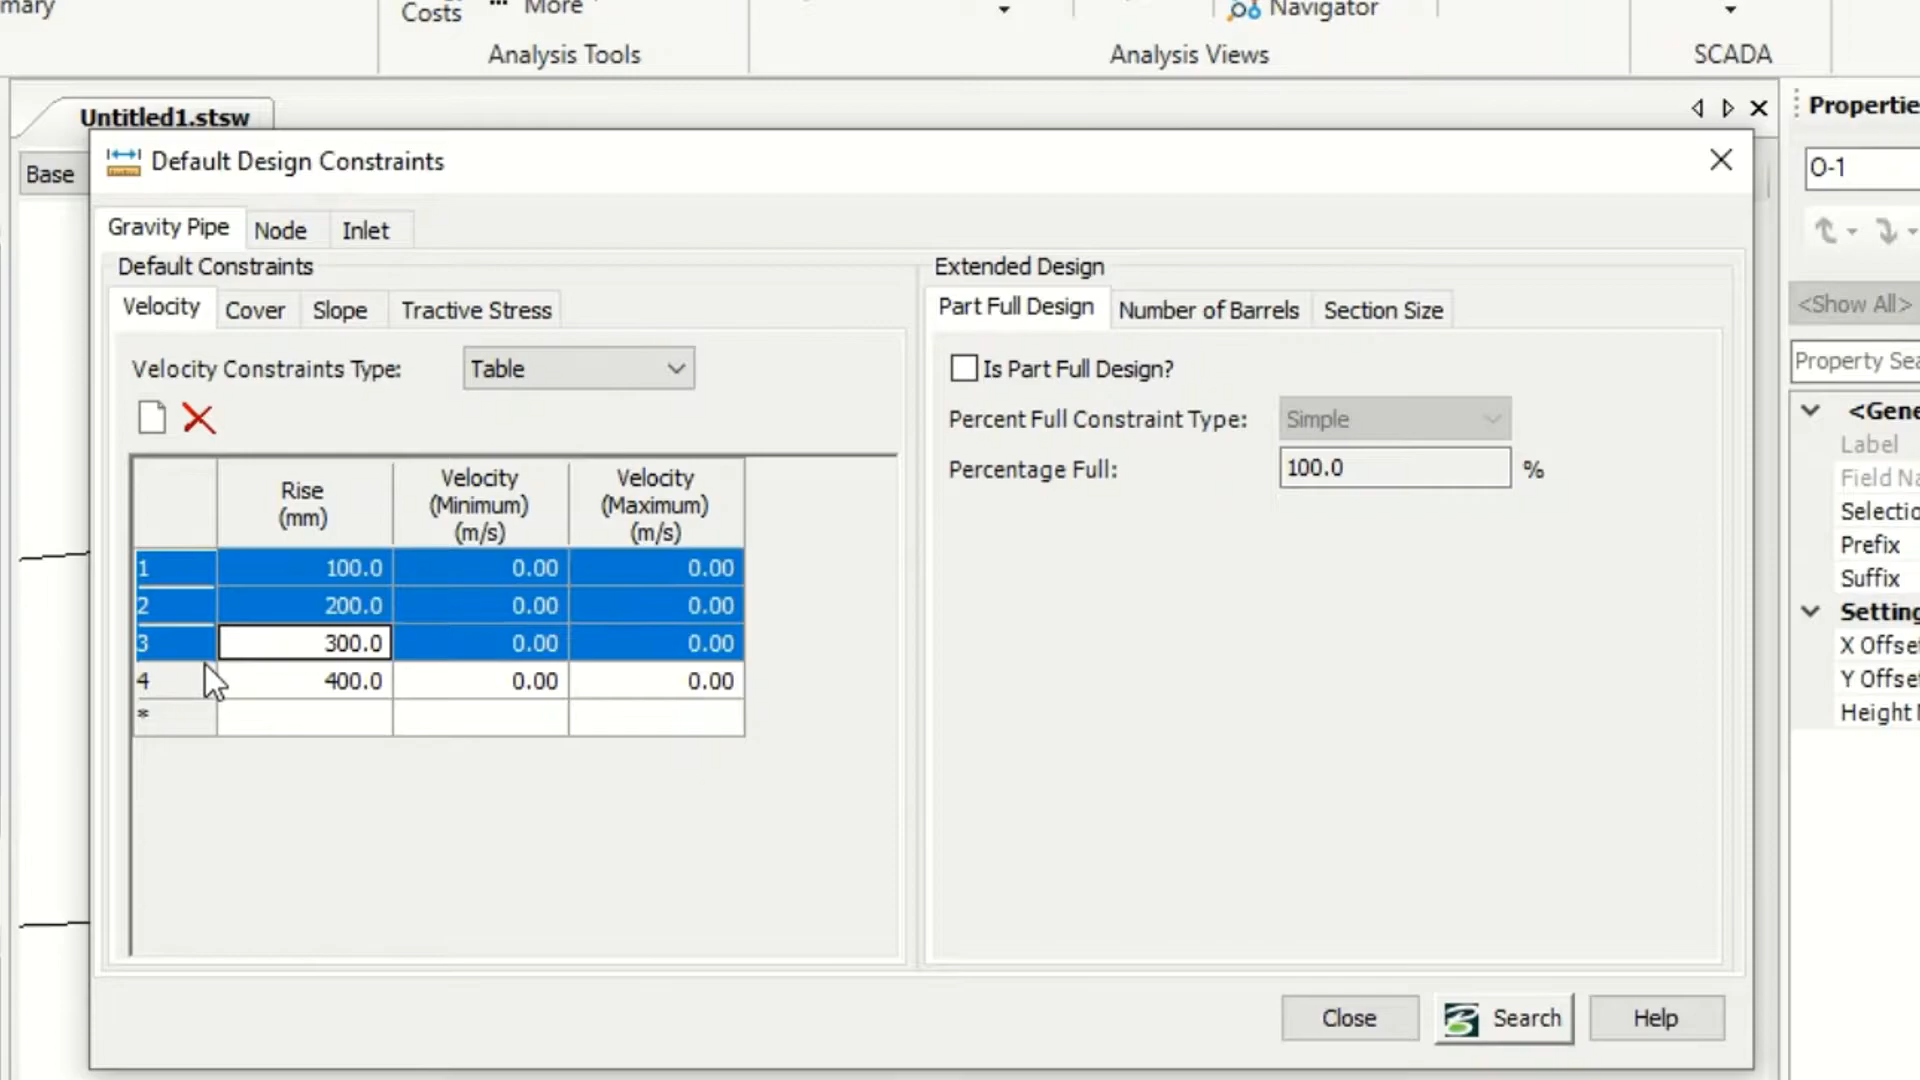 mary
Costs
More
Navigator
Analysis Tools
Analysis Views
SCADA
Untitled1.stsw
Base
Default Design Constraints
Gravity Pipe
Node
Inlet
Default Constraints
Velocity
Cover
Slope
Tractive Stress
Velocity Constraints Type:
Table
Rise
(mm)
Velocity
(Minimum)
(m/s)
Velocity
(Maximum)
(m/s)
1 100.0 0.00 0.00
2 200.0 0.00 0.00
3 300.0 0.00 0.00
4 400.0 0.00 0.00
*
Extended Design
Part Full Design
Number of Barrels
Section Size
Is Part Full Design?
Percent Full Constraint Type:
Simple
Percentage Full:
100.0
%
Close
Search
Help
Propertie
O-1
<Show All>
Property Sea
<Gene
Label
Field Na
Selectio
Prefix
Suffix
Setting
X Offset
Y Offset
Height